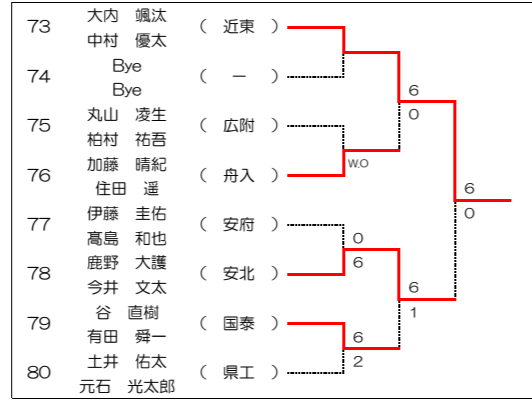 73 大内 颯汰 中村 優太 ( 近東 )
74 Bye Bye ( ー )
75 丸山 凌生 柏村 祐吾 ( 広附 )
76 加藤 晴紀 住田 遥 ( 舟入 )
77 伊藤 圭佑 髙島 和也 ( 安府 )
78 鹿野 大護 今井 文太 ( 安北 )
79 谷 直樹 有田 舜一 ( 国泰 )
80 土井 佑太 元石 光太郎 ( 県工 )
W.O
0
6
6
2
6
0
6
1
6
0